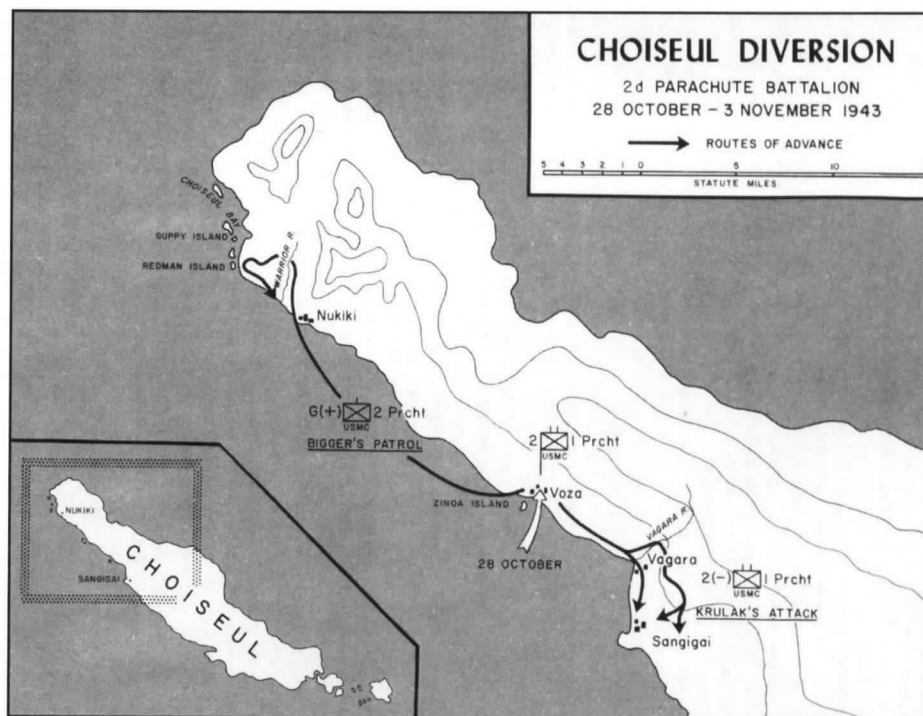 CHOISEUL DIVERSION
2d PARACHUTE BATTALION
28 OCTOBER – 3 NOVEMBER 1943
ROUTES OF ADVANCE
5 4 3 2 1 0 5 10
STATUTE MILES
CHOISEUL BAY
GUPPY ISLAND
REDMAN ISLAND
WARRIOR R.
Nukiki
G(+) 2 Prcht
USMC
BIGGER'S PATROL
2 1 Prcht
USMC
ZINOA ISLAND
Voza
28 OCTOBER
VAGARA R.
Vagara
2(-) 1 Prcht
USMC
KRULAK'S ATTACK
Sangigai
NUKIKI
SANGIGAI
CHOISEUL